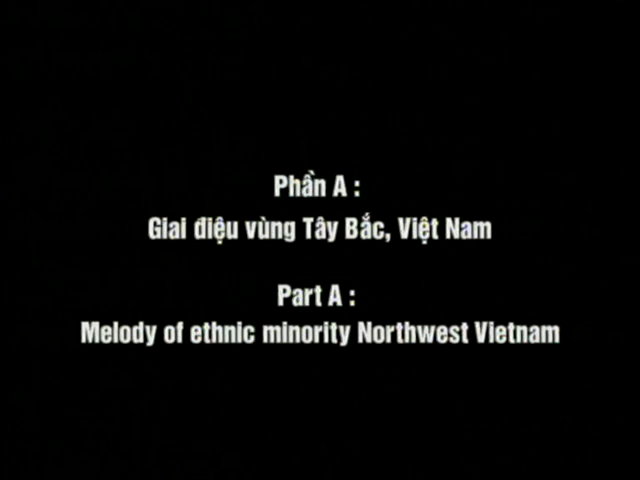 Phần A :
Giai điệu vùng Tây Bắc, Việt Nam
Part A :
Melody of ethnic minority Northwest Vietnam